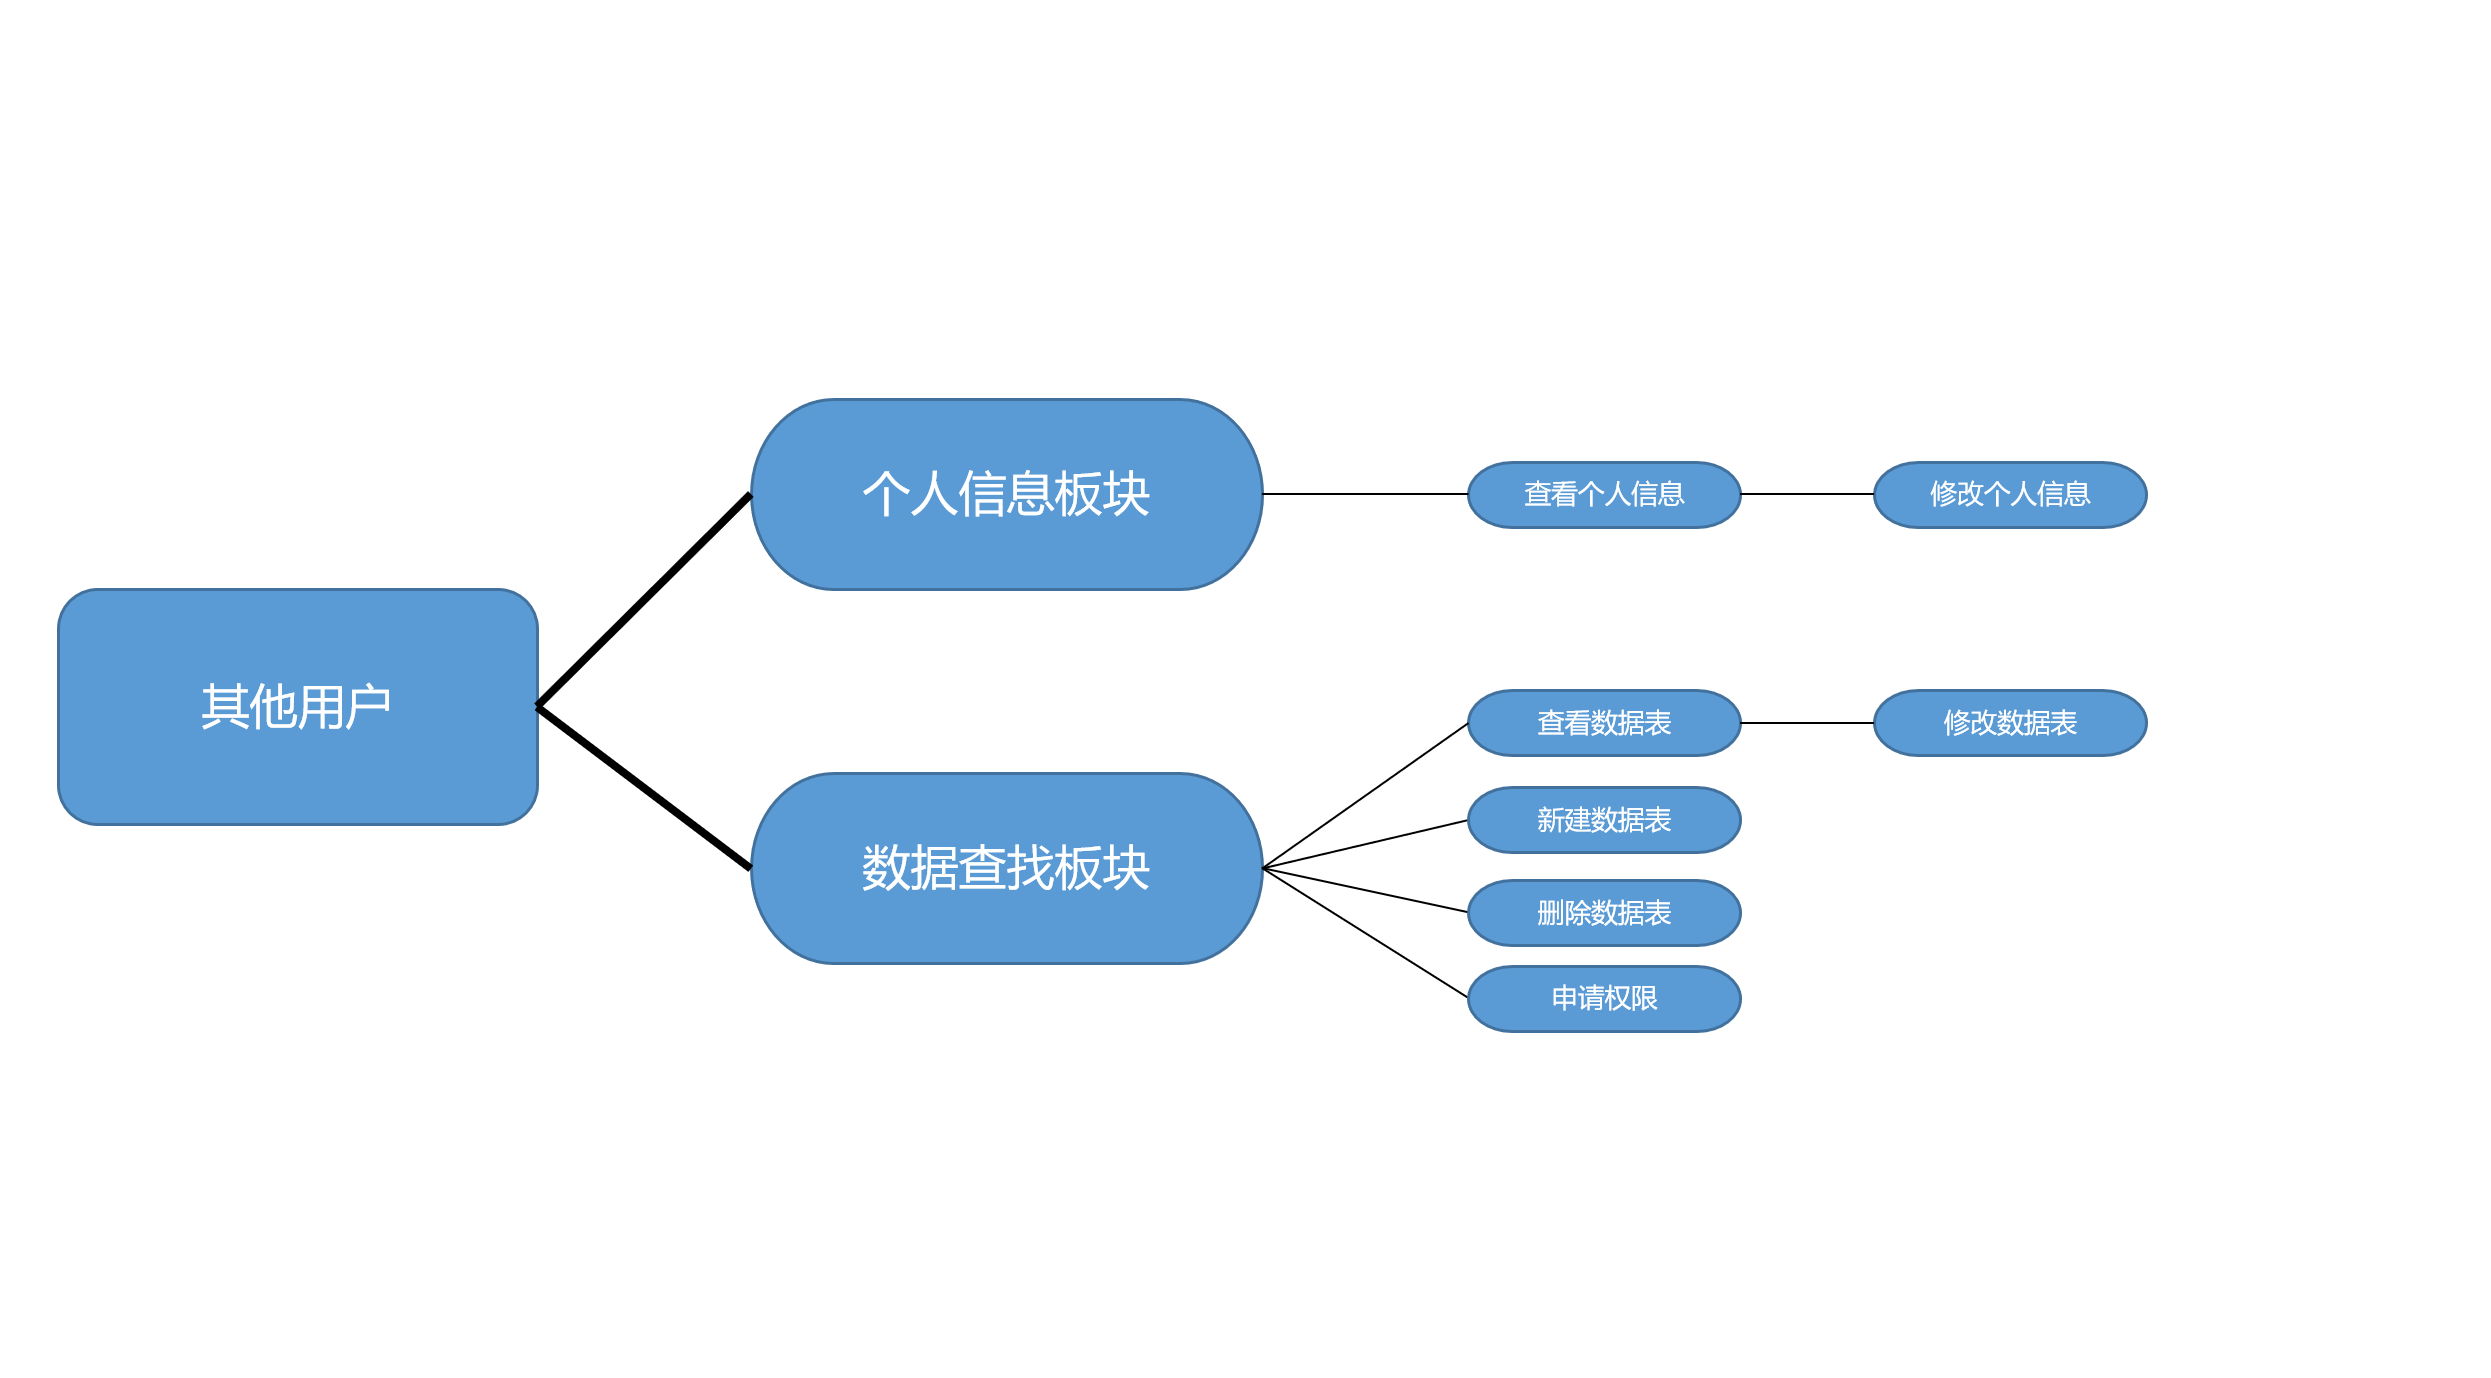 其他用户
个人信息板块
查看个人信息
修改个人信息
数据查找板块
查看数据表
修改数据表
新建数据表
删除数据表
申请权限